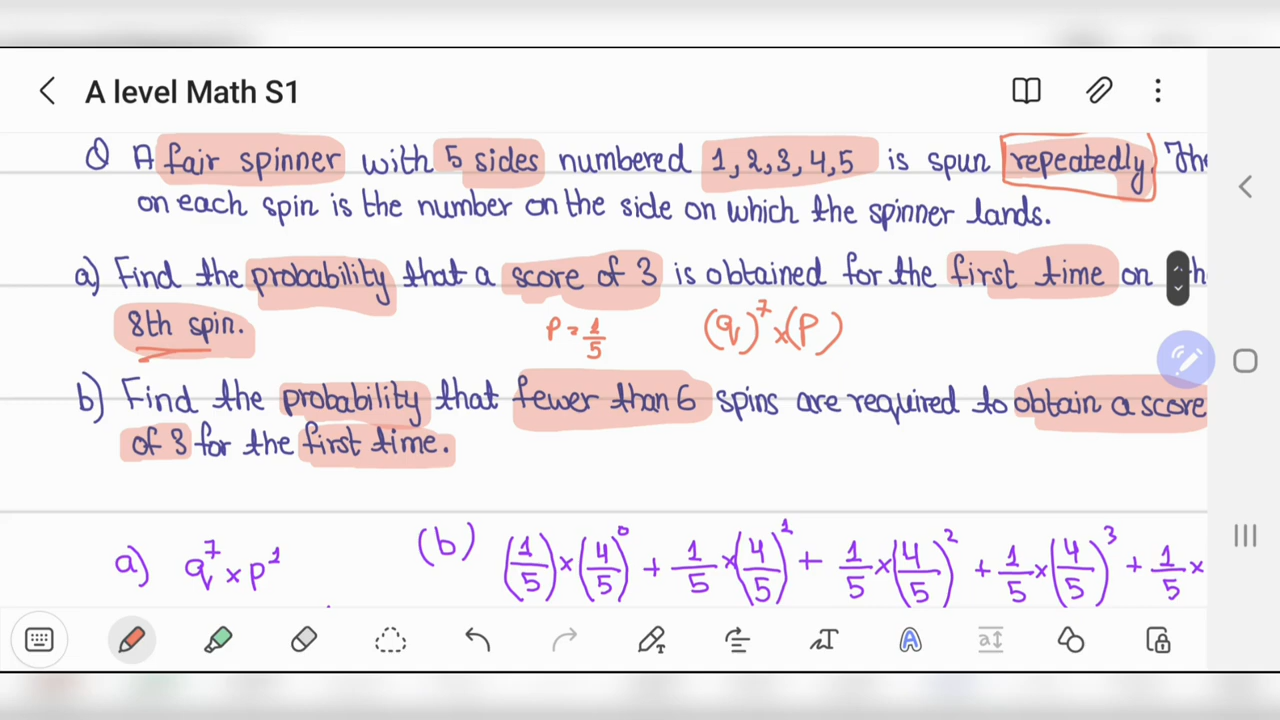 A level Math S1
Q A fair spinner with 5 sides numbered 1, 2, 3, 4, 5 is spun repeatedly. The
on each spin is the number on the side on which the spinner lands.
a) Find the probability that a score of 3 is obtained for the first time on
8th spin.
p = 1/5 (q)^7 × (p)
b) Find the probability that fewer than 6 spins are required to obtain a score
of 3 for the first time.
a) q^7 × p^1
(b) (1/5) × (4/5)^0 + 1/5 × (4/5)^1 + 1/5 × (4/5)^2 + 1/5 × (4/5)^3 + 1/5 ×